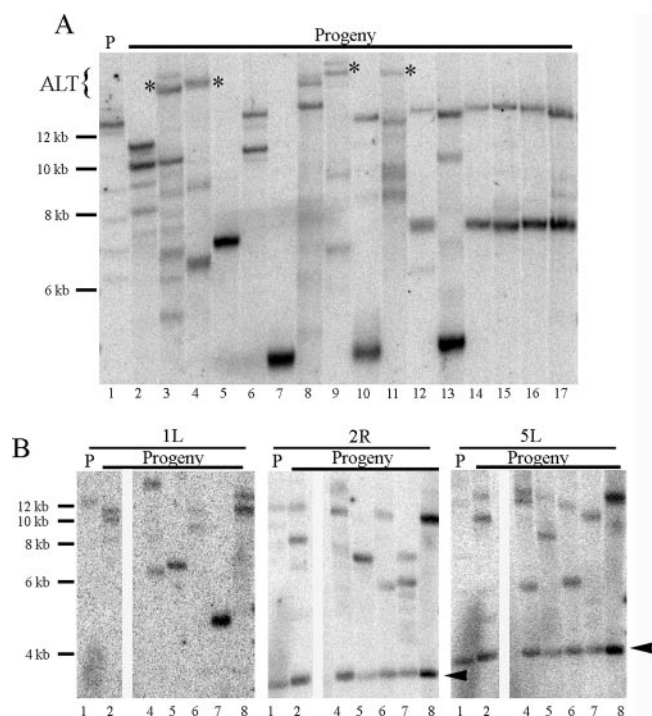 A
Progeny
P
ALT { * * * *
12 kb
10 kb
8 kb
6 kb
1 2 3 4 5 6 7 8 9 10 11 12 13 14 15 16 17
B
1L 2R 5L
P Progeny P Progeny P Progeny
12 kb
10 kb
8 kb
6 kb
4 kb
1 2 4 5 6 7 8 1 2 4 5 6 7 8 1 2 4 5 6 7 8